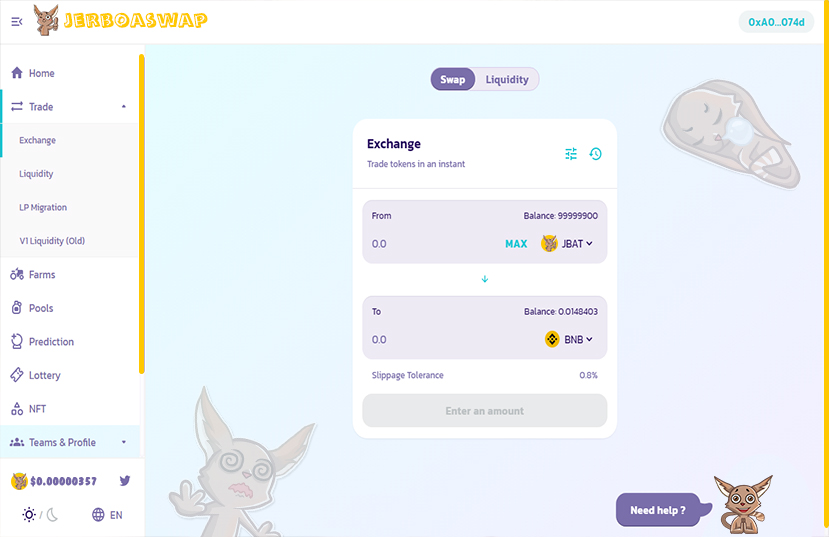 JERBOASWAP
0xA0...074d
Home
Trade
Exchange
Liquidity
LP Migration
V1 Liquidity (Old)
Farms
Pools
Prediction
Lottery
NFT
Teams & Profile
$0.00000357
/
EN
Swap Liquidity
Exchange
Trade tokens in an instant
From Balance: 99999900
0.0 MAX JBAT
To Balance: 0.0148403
0.0 BNB
Slippage Tolerance 0.8%
Enter an amount
Need help ?